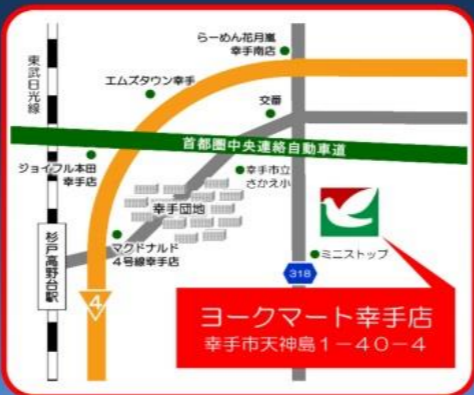 らーめん花月嵐
幸手南店
東武日光線
エムズタウン幸手
交番
首都圏中央連絡自動車道
ジョイフル本田
幸手店
幸手市立
さかえ小
幸手団地
杉戸高野台駅
マクドナルド
4号線幸手店
ミニストップ
318
4
ヨークマート幸手店
幸手市天神島1-40-4